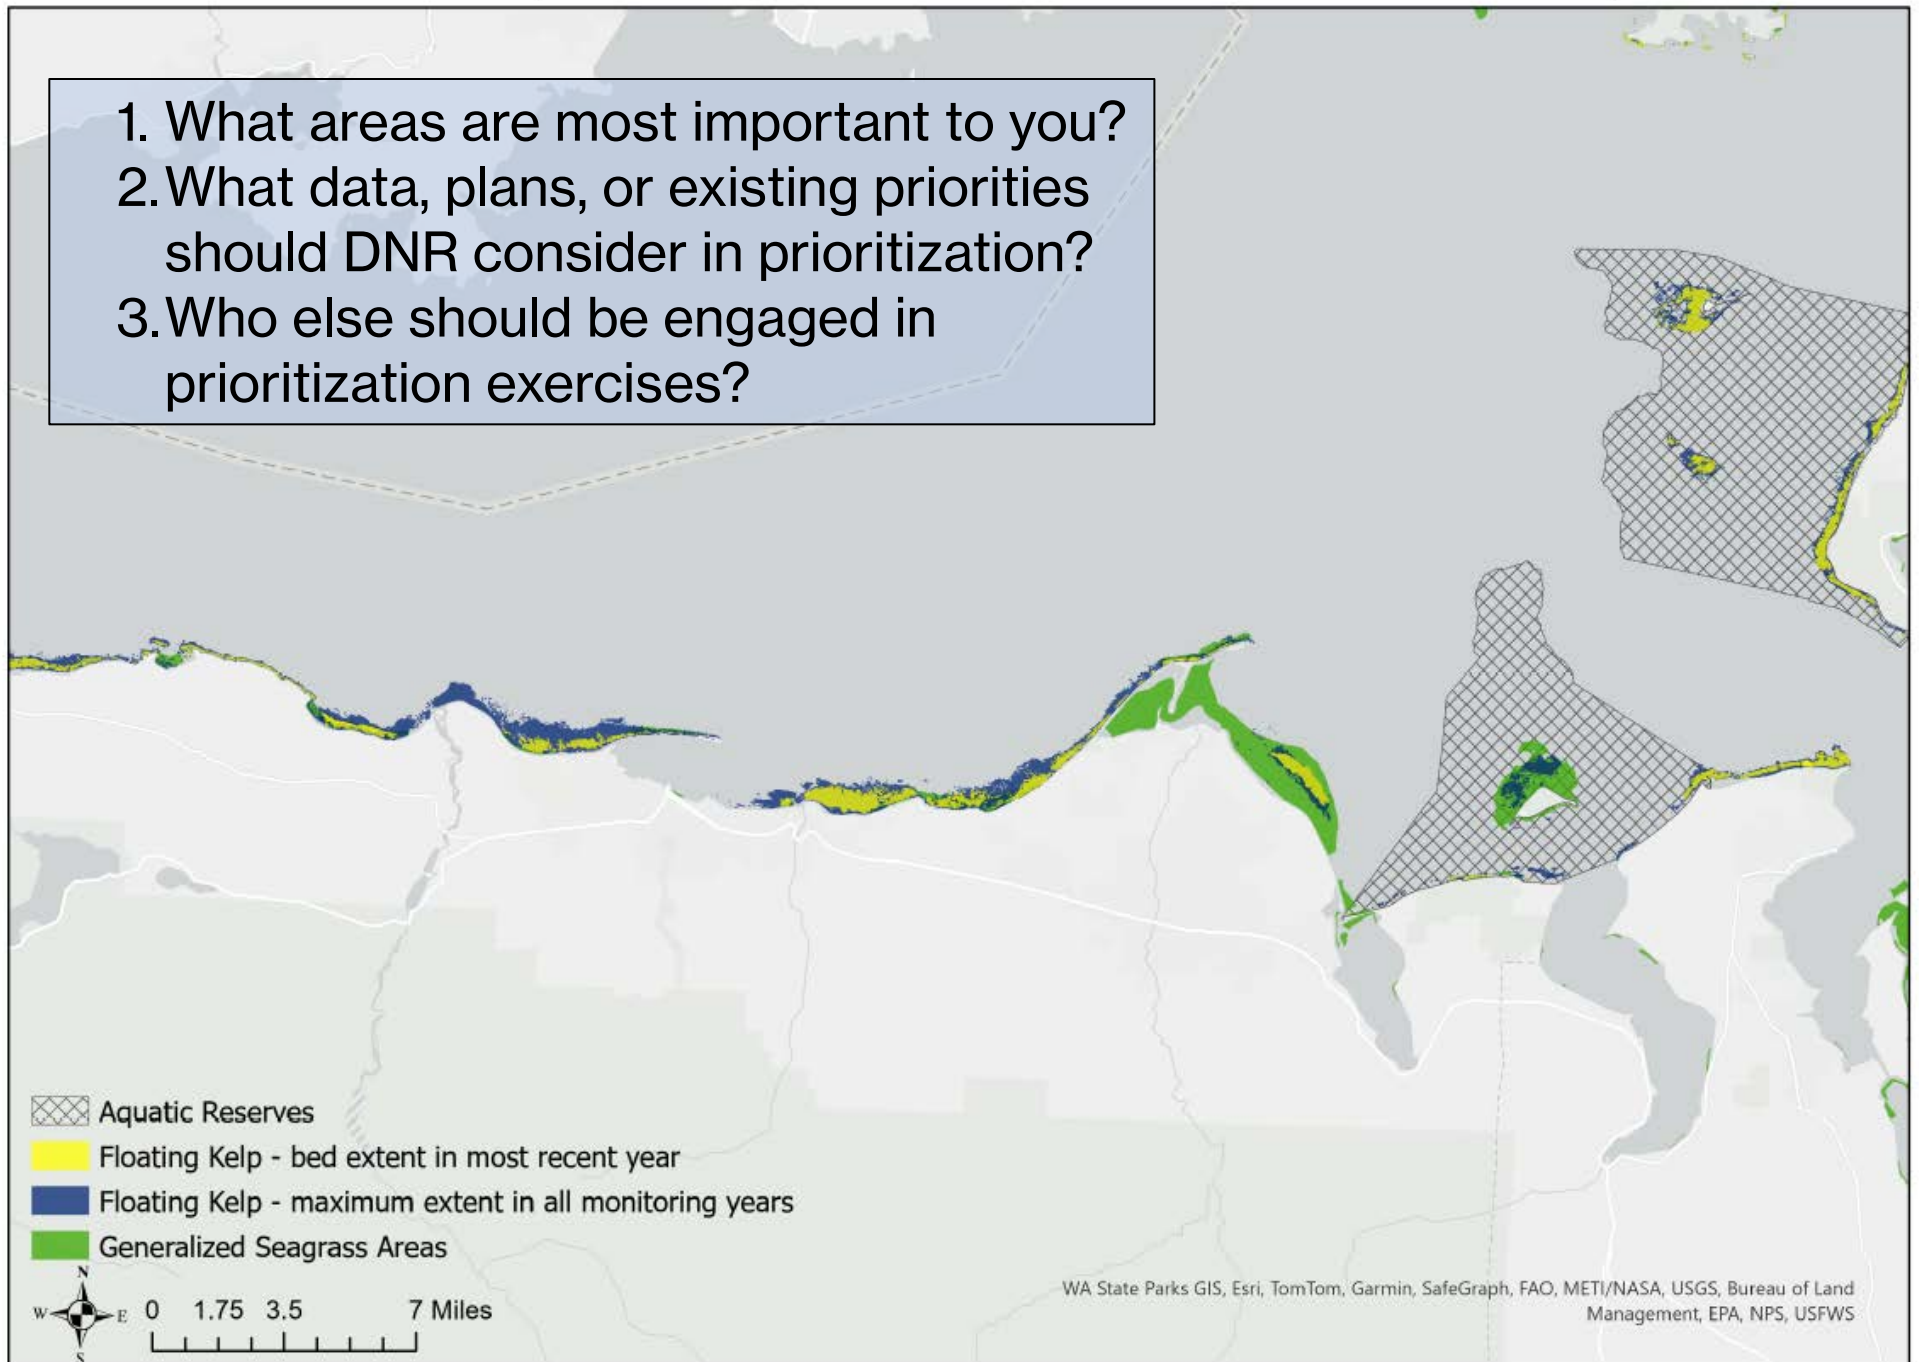 1. What areas are most important to you?
2. What data, plans, or existing priorities
should DNR consider in prioritization?
3. Who else should be engaged in
prioritization exercises?
Aquatic Reserves
Floating Kelp - bed extent in most recent year
Floating Kelp - maximum extent in all monitoring years
Generalized Seagrass Areas
N
W E
S
0 1.75 3.5 7 Miles
WA State Parks GIS, Esri, TomTom, Garmin, SafeGraph, FAO, METI/NASA, USGS, Bureau of Land
Management, EPA, NPS, USFWS